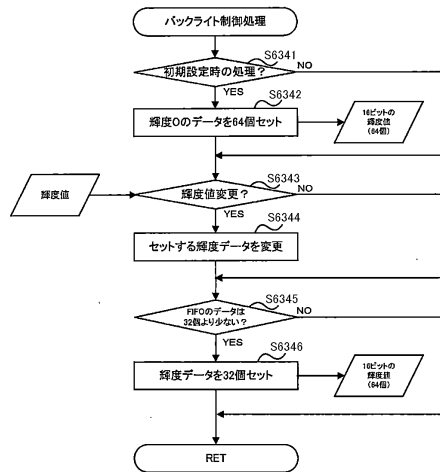 バックライト制御処理
S6341
初期設定時の処理？
NO
YES
S6342
輝度0のデータを64個セット
16ビットの
輝度値
(64個)
S6343
輝度値
輝度値変更？
NO
YES
S6344
セットする輝度データを変更
S6345
FIFOのデータは
32個より少ない？
NO
YES
S6346
輝度データを32個セット
16ビットの
輝度値
(64個)
RET